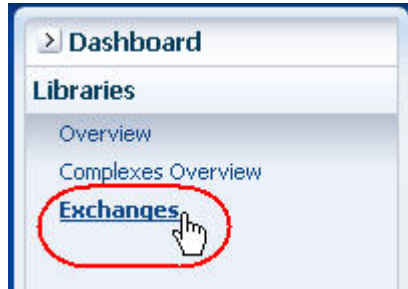 Dashboard
Libraries
Overview
Complexes Overview
Exchanges